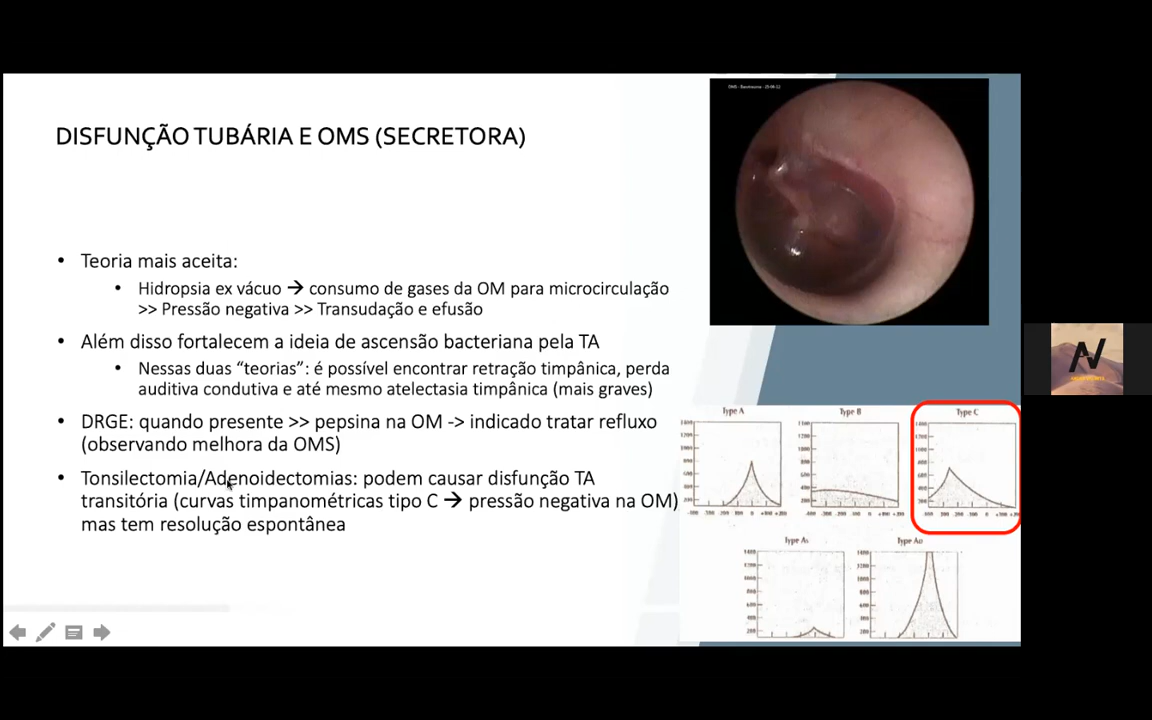 DISFUNÇÃO TUBÁRIA E OMS (SECRETORA)
• Teoria mais aceita:
• Hidropsia ex vácuo → consumo de gases da OM para microcirculação
>> Pressão negativa >> Transudação e efusão
• Além disso fortalecem a ideia de ascensão bacteriana pela TA
• Nessas duas “teorias”: é possível encontrar retração timpânica, perda
auditiva condutiva e até mesmo atelectasia timpânica (mais graves)
• DRGE: quando presente >> pepsina na OM -> indicado tratar refluxo
(observando melhora da OMS)
• Tonsilectomia/Adenoidectomias: podem causar disfunção TA
transitória (curvas timpanométricas tipo C → pressão negativa na OM)
mas tem resolução espontânea
Type A
Type B
Type C
Type As
Type Ao